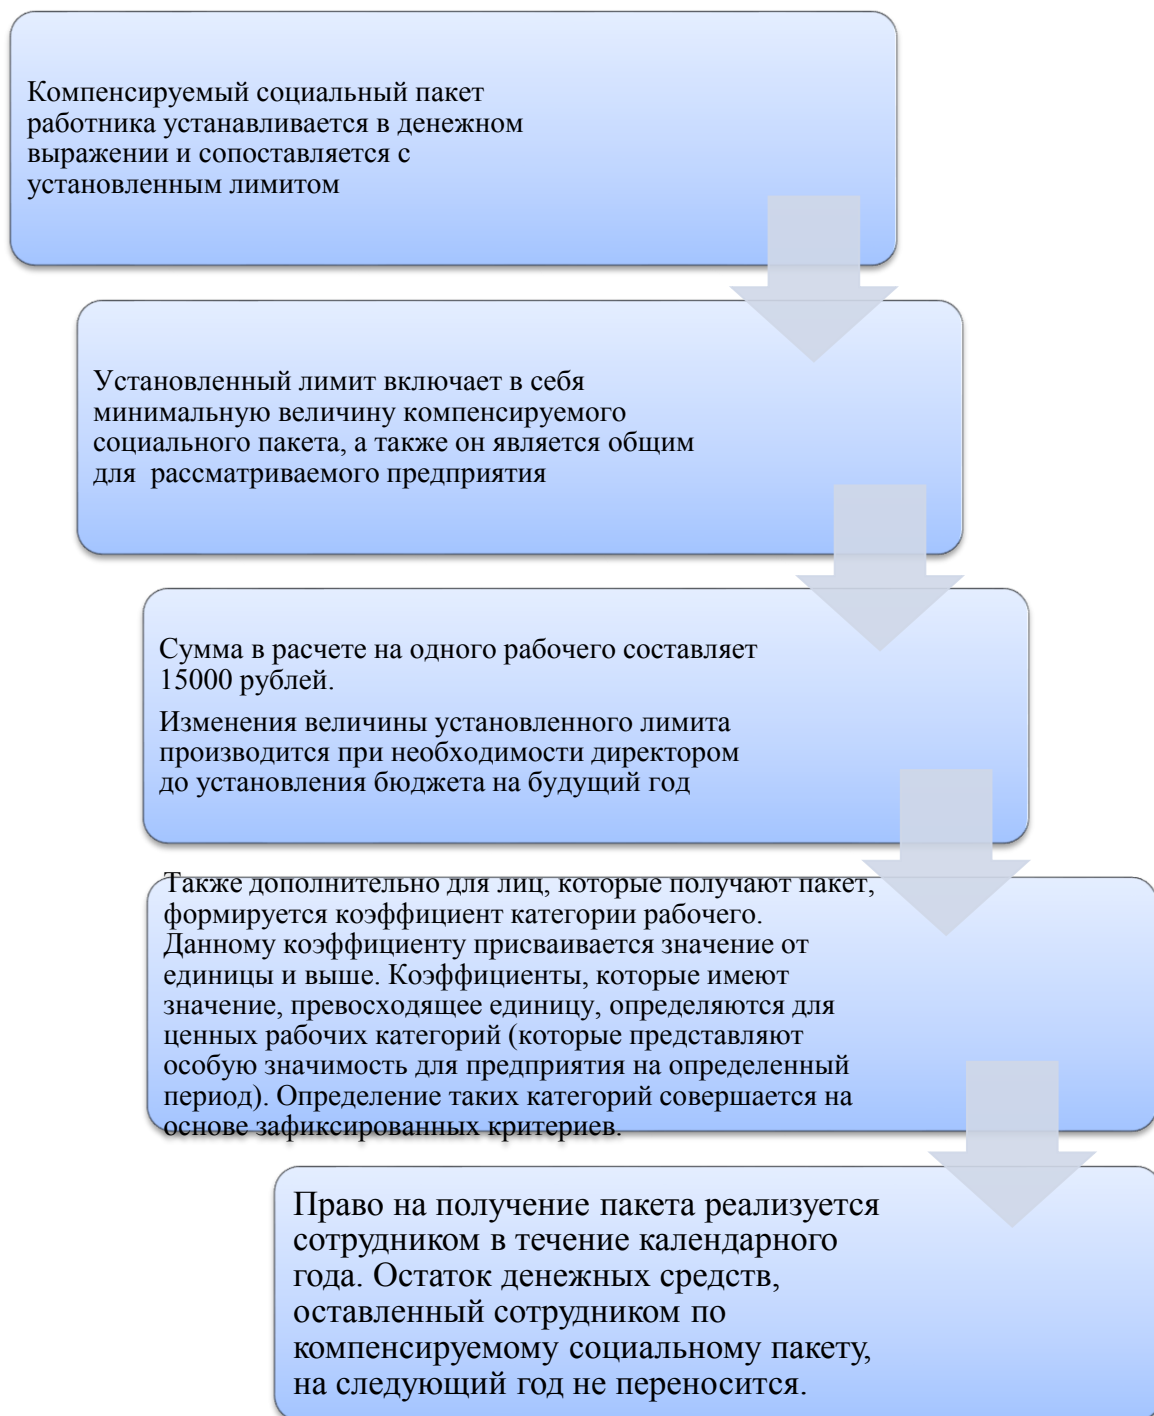 Компенсируемый социальный пакет
работника устанавливается в денежном
выражении и сопоставляется с
установленным лимитом
Установленный лимит включает в себя
минимальную величину компенсируемого
социального пакета, а также он является общим
для рассматриваемого предприятия
Сумма в расчете на одного рабочего составляет
15000 рублей.
Изменения величины установленного лимита
производится при необходимости директором
до установления бюджета на будущий год
Также дополнительно для лиц, которые получают пакет,
формируется коэффициент категории рабочего.
Данному коэффициенту присваивается значение от
единицы и выше. Коэффициенты, которые имеют
значение, превосходящее единицу, определяются для
ценных рабочих категорий (которые представляют
особую значимость для предприятия на определенный
период). Определение таких категорий совершается на
основе зафиксированных критериев.
Право на получение пакета реализуется
сотрудником в течение календарного
года. Остаток денежных средств,
оставленный сотрудником по
компенсируемому социальному пакету,
на следующий год не переносится.